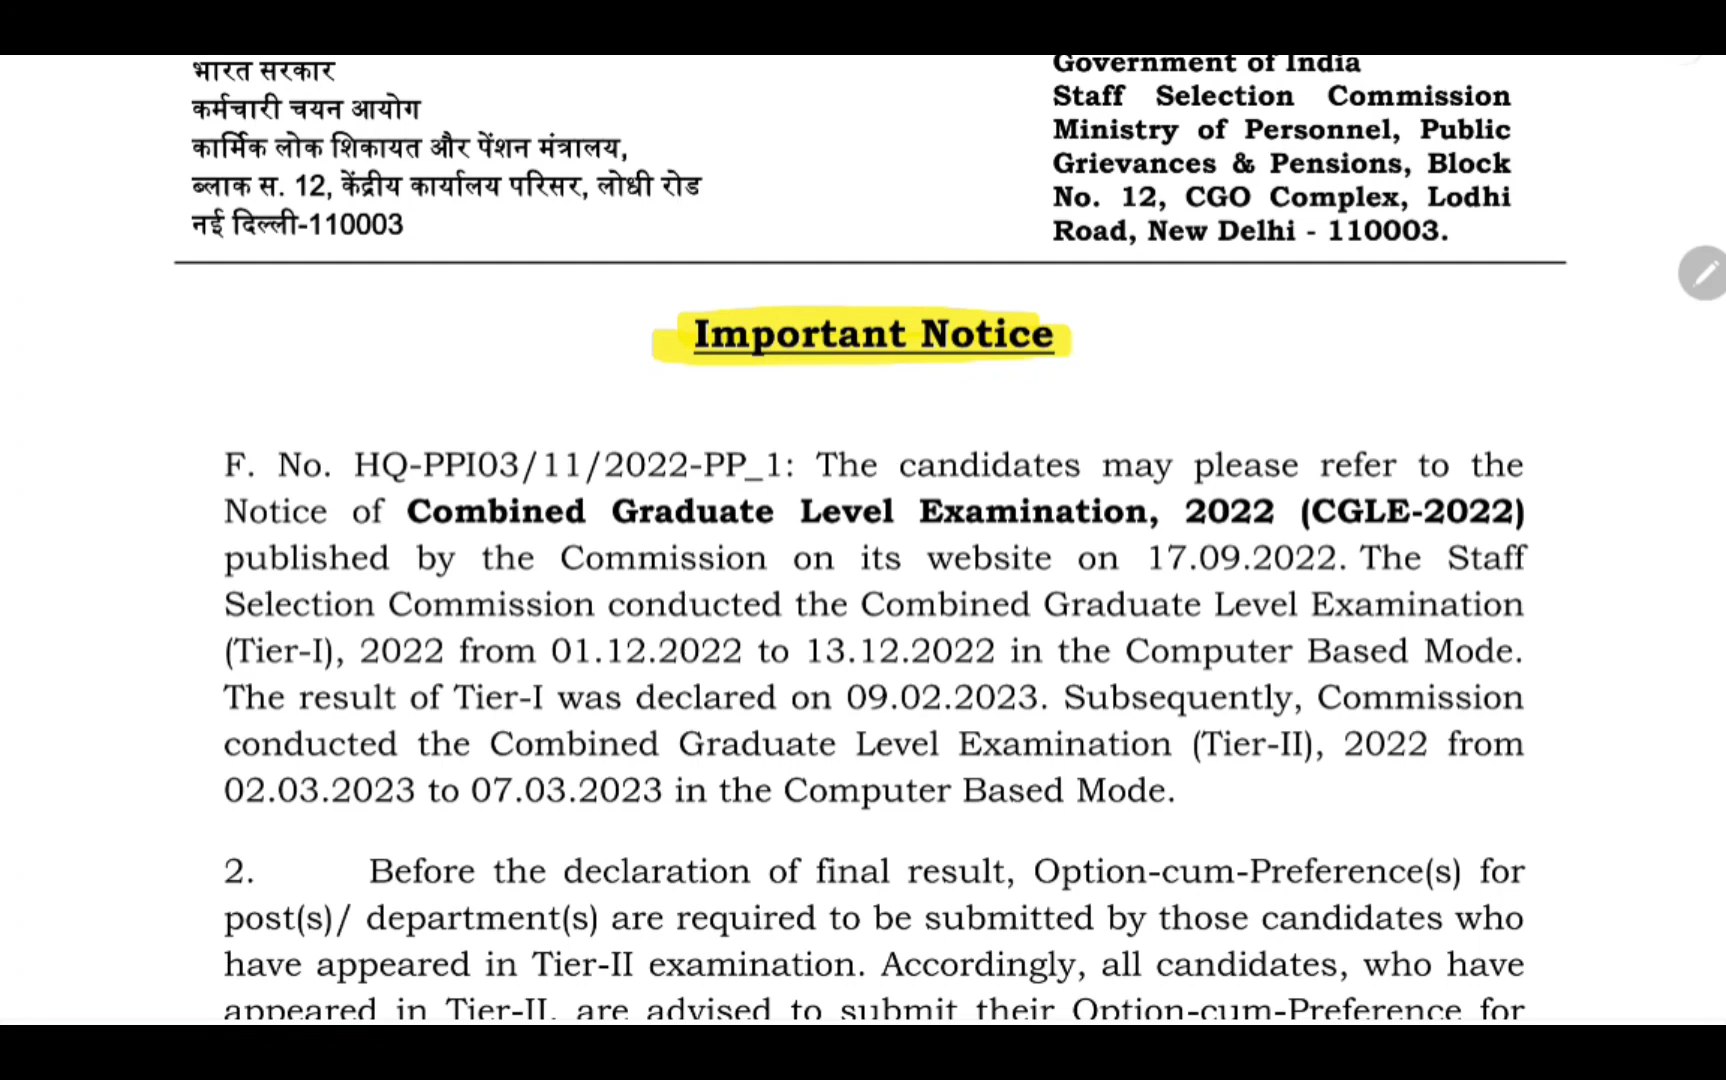 भारत सरकार
कर्मचारी चयन आयोग
कार्मिक लोक शिकायत और पेंशन मंत्रालय,
ब्लाक स. 12, केंद्रीय कार्यालय परिसर, लोधी रोड
नई दिल्ली-110003
Government of India
Staff Selection Commission
Ministry of Personnel, Public
Grievances & Pensions, Block
No. 12, CGO Complex, Lodhi
Road, New Delhi - 110003.
Important Notice
F. No. HQ-PPI03/11/2022-PP_1: The candidates may please refer to the
Notice of Combined Graduate Level Examination, 2022 (CGLE-2022)
published by the Commission on its website on 17.09.2022. The Staff
Selection Commission conducted the Combined Graduate Level Examination
(Tier-I), 2022 from 01.12.2022 to 13.12.2022 in the Computer Based Mode.
The result of Tier-I was declared on 09.02.2023. Subsequently, Commission
conducted the Combined Graduate Level Examination (Tier-II), 2022 from
02.03.2023 to 07.03.2023 in the Computer Based Mode.
2. Before the declaration of final result, Option-cum-Preference(s) for
post(s)/ department(s) are required to be submitted by those candidates who
have appeared in Tier-II examination. Accordingly, all candidates, who have
appeared in Tier-II, are advised to submit their Option-cum-Preference for